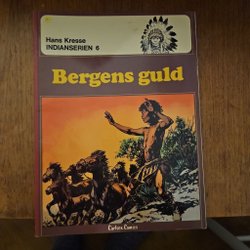 Hans Kresse
INDIANSERIEN 6
Bergens guld
Carlsen Comics